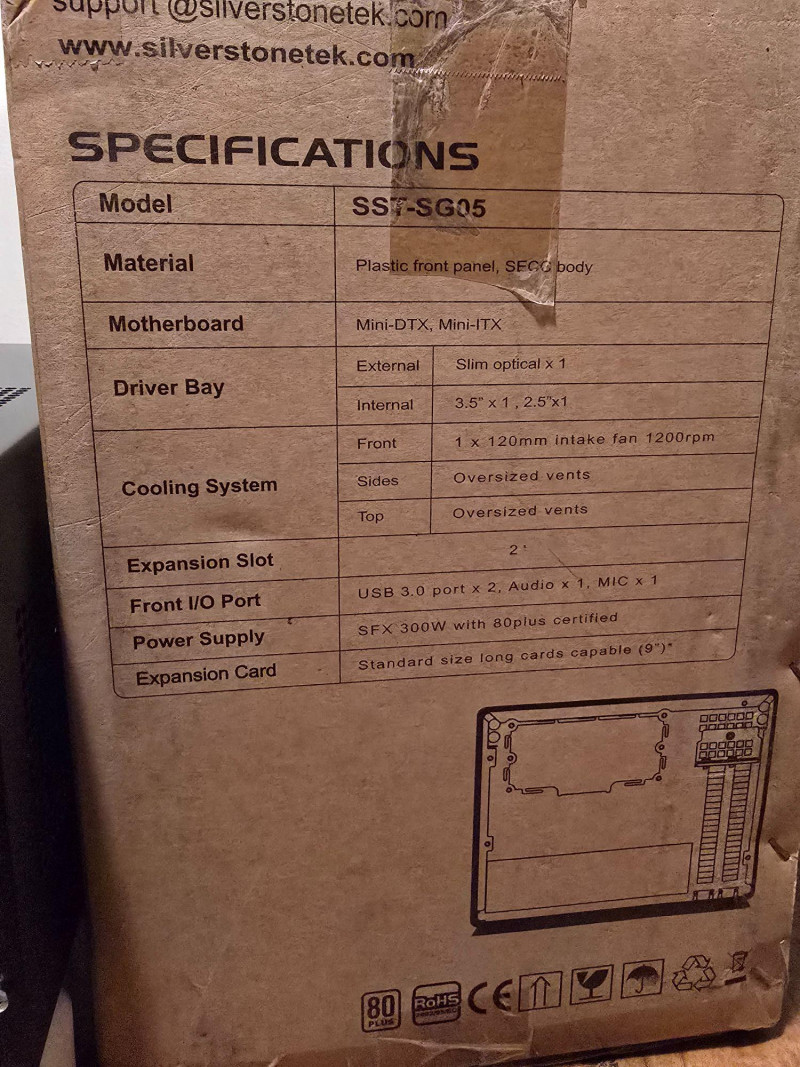 support@silverstonetek.com
www.silverstonetek.com
SPECIFICATIONS
Model SST-SG05
Material Plastic front panel, SECC body
Motherboard Mini-DTX, Mini-ITX
Driver Bay
External Slim optical x 1
Internal 3.5" x 1 , 2.5"x1
Cooling System
Front 1 x 120mm intake fan 1200rpm
Sides Oversized vents
Top Oversized vents
Expansion Slot 2
Front I/O Port USB 3.0 port x 2, Audio x 1, MIC x 1
Power Supply SFX 300W with 80plus certified
Expansion Card Standard size long cards capable (9")*
80
PLUS
RoHS
CE